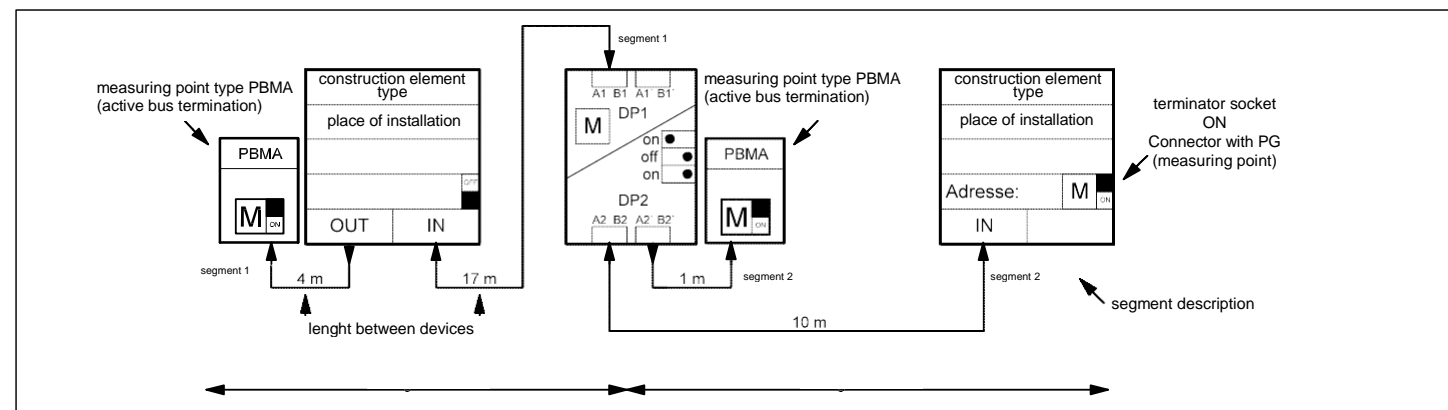 segment 1
measuring point type PBMA
(active bus termination)
construction element
type
place of installation
PBMA
M
ON
OFF
OUT
IN
segment 1
4 m
17 m
lenght between devices
A1 B1 A1` B1`
DP1
M
on
off
on
DP2
A2 B2 A2` B2`
measuring point type PBMA
(active bus termination)
PBMA
M
ON
1 m
segment 2
10 m
construction element
type
place of installation
Adresse:
M
ON
IN
segment 2
terminator socket
ON
Connector with PG
(measuring point)
segment description